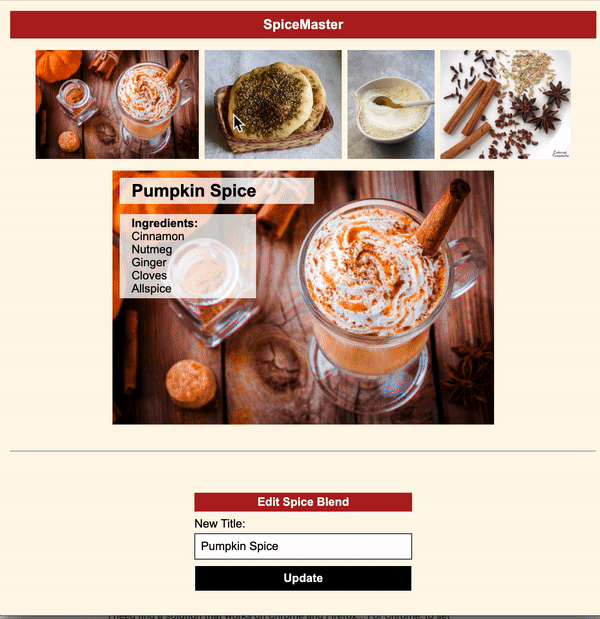 SpiceMaster
Pumpkin Spice
Ingredients:
Cinnamon
Nutmeg
Ginger
Cloves
Allspice
Edit Spice Blend
New Title:
Pumpkin Spice
Update